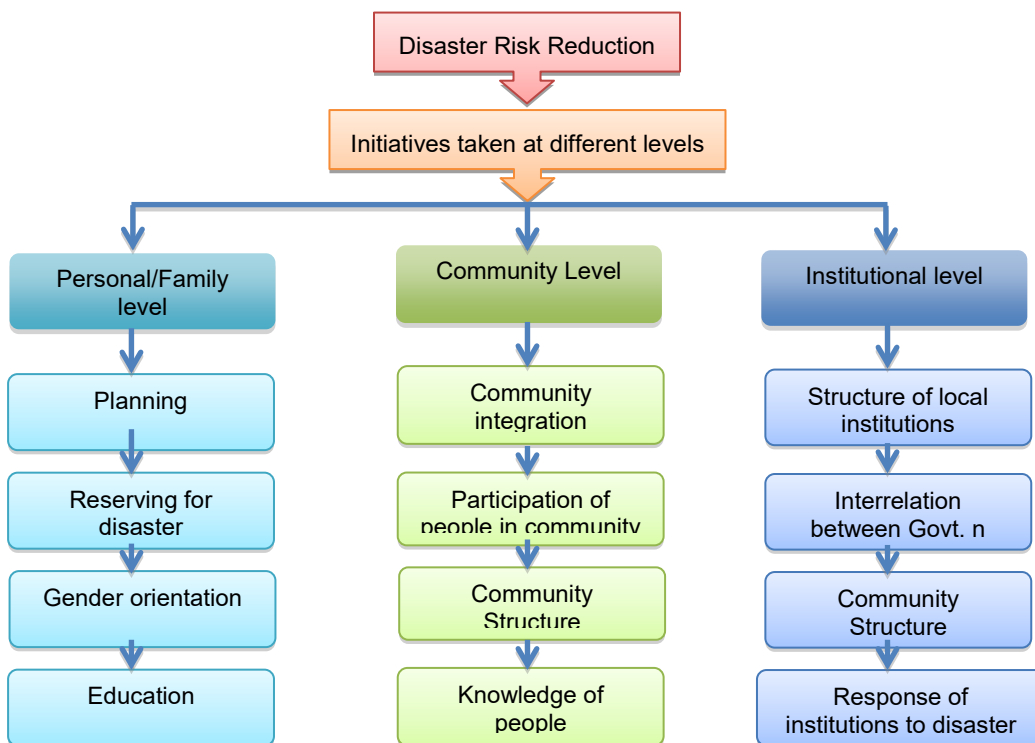 Disaster Risk Reduction
Initiatives taken at different levels
Personal/Family
level
Planning
Reserving for
disaster
Gender orientation
Education
Community Level
Community
integration
Participation of
people in community
Community
Structure
Knowledge of
people
Institutional level
Structure of local
institutions
Interrelation
between Govt. n
Community
Structure
Response of
institutions to disaster